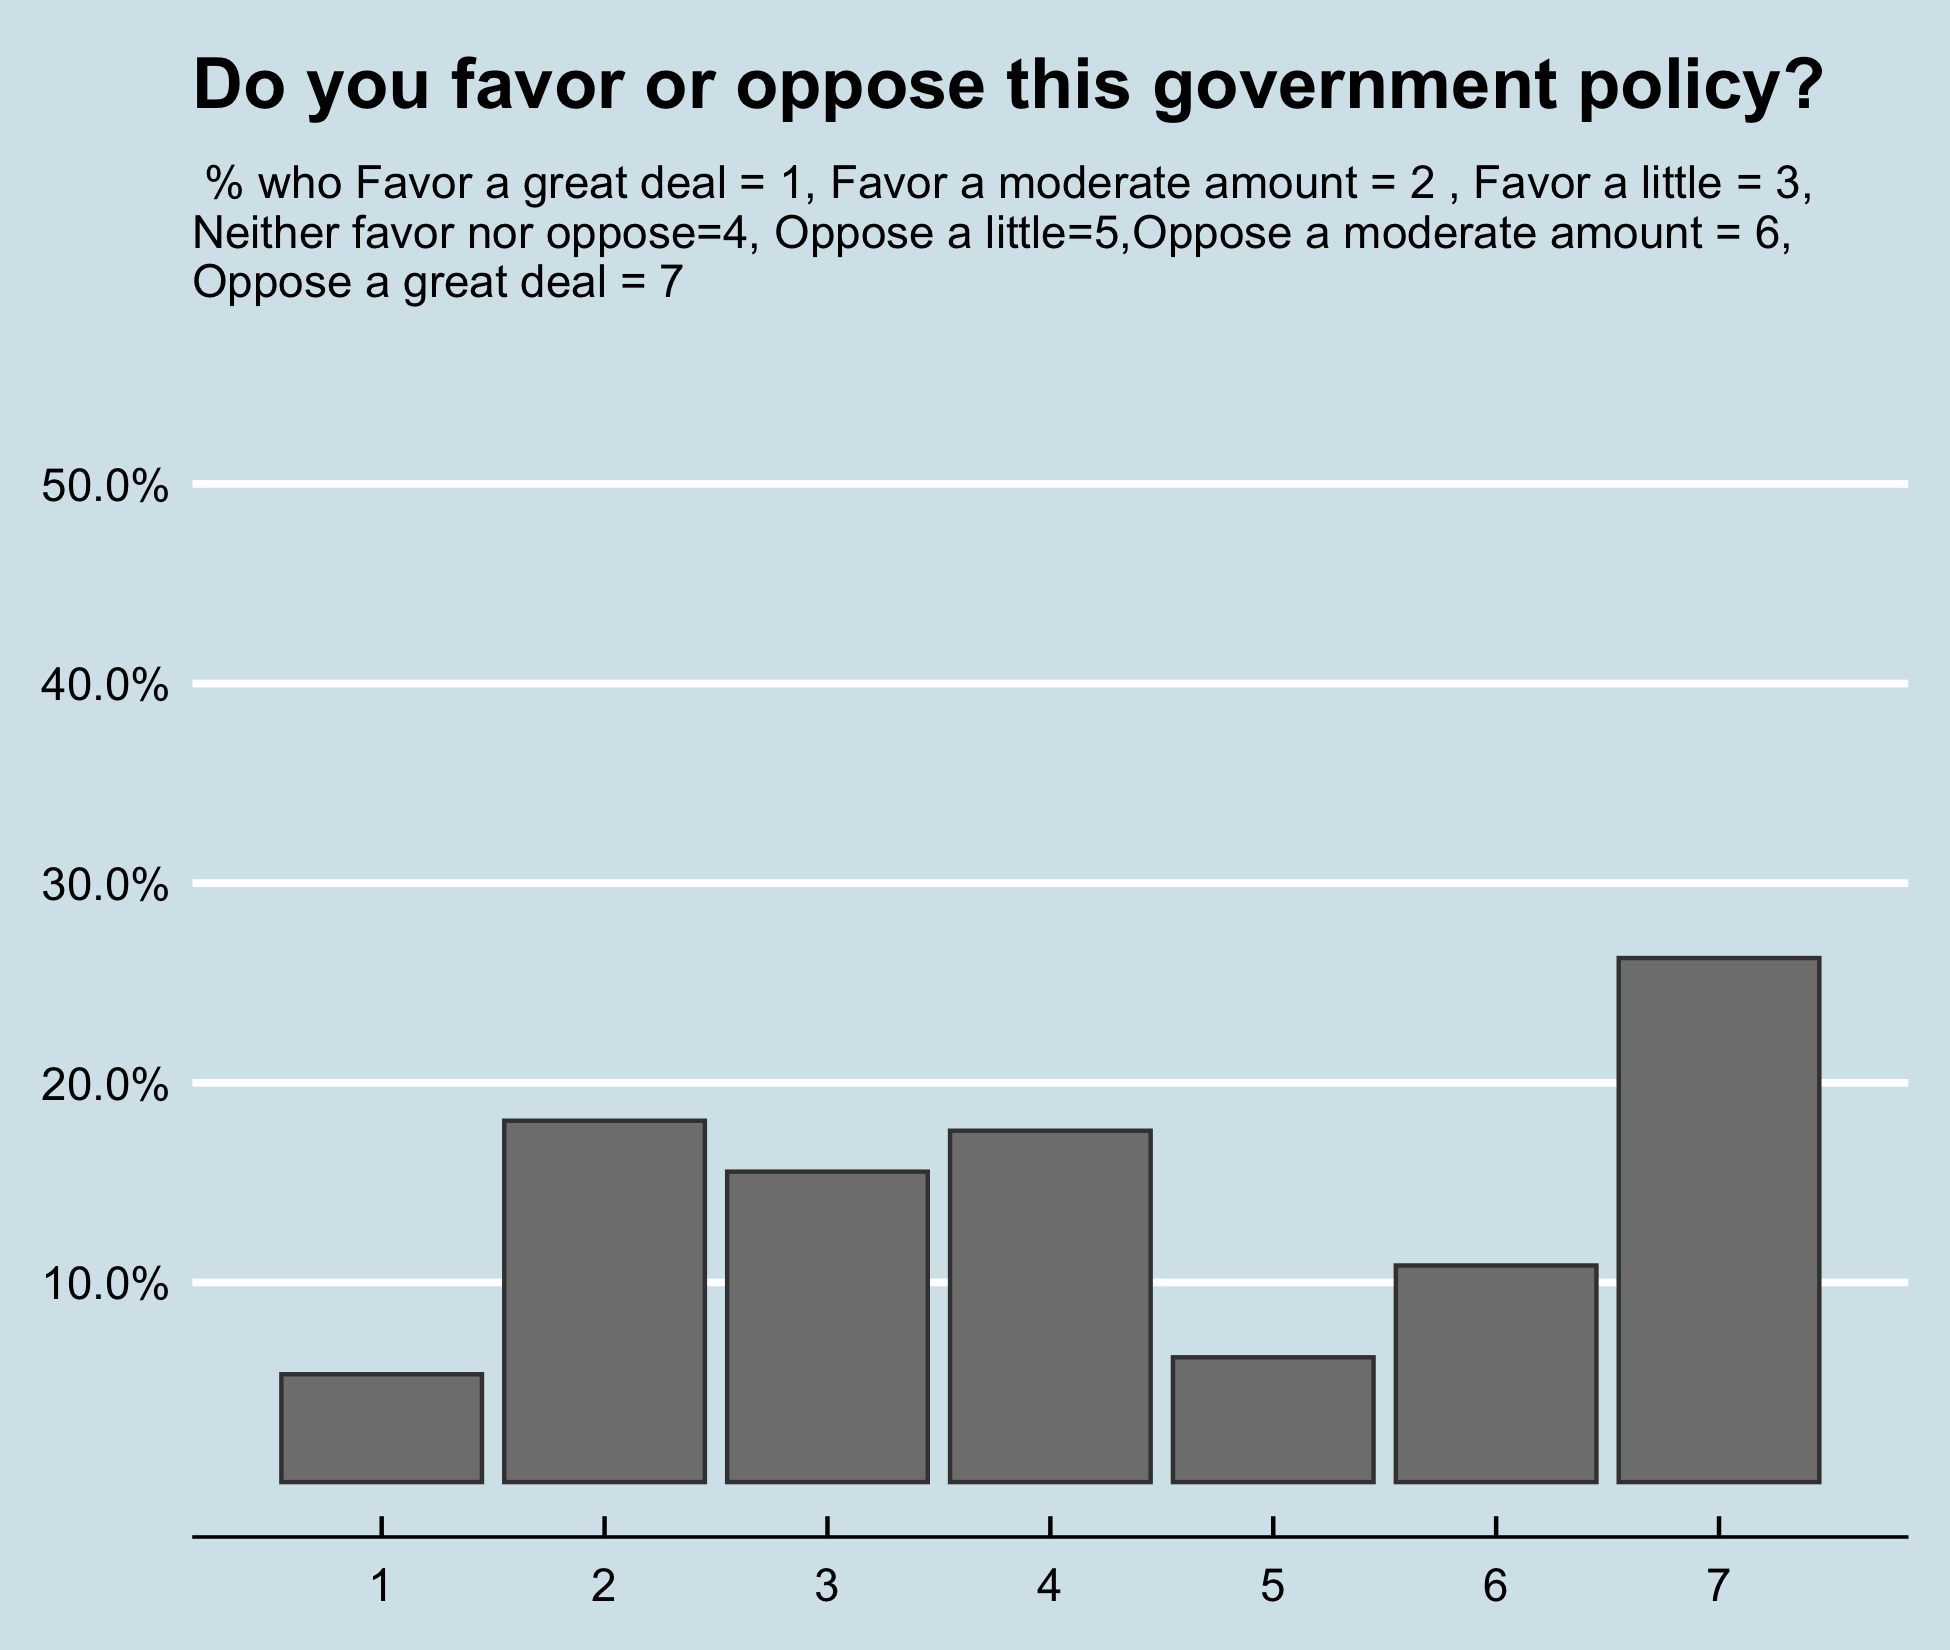 Do you favor or oppose this government policy?
% who Favor a great deal = 1, Favor a moderate amount = 2 , Favor a little = 3,
Neither favor nor oppose=4, Oppose a little=5,Oppose a moderate amount = 6,
Oppose a great deal = 7
50.0%
40.0%
30.0%
20.0%
10.0%
1 2 3 4 5 6 7